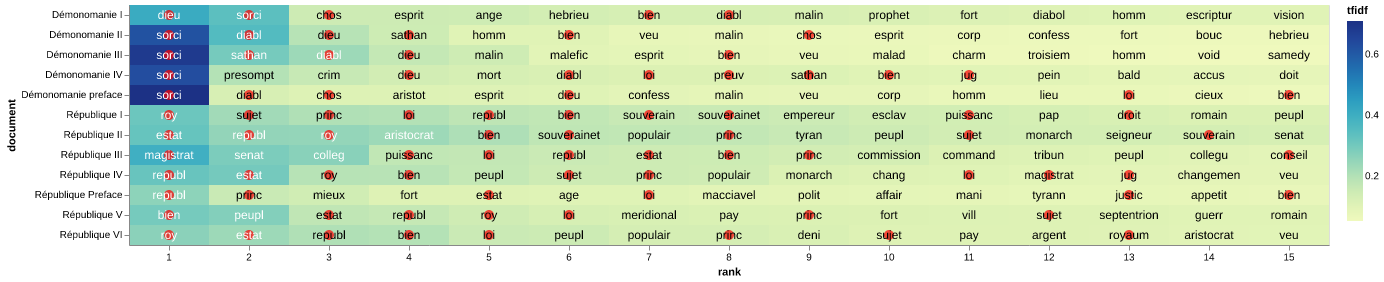 tfidf
Démonomanie I dieu sorci chos esprit ange hebrieu bien diabl malin prophet fort diabol homm escriptur vision
Démonomanie II sorci diabl dieu sathan homm bien veu malin chos esprit corp confess fort bouc hebrieu
0.6
Démonomanie III sorci sathan diabl dieu malin malefic esprit bien veu malad charm troisiem homm void samedy
Démonomanie IV sorci presompt crim dieu mort diabl loi preuv sathan bien jug pein bald accus doit
Démonomanie preface sorci diabl chos aristot esprit dieu confess malin veu corp homm lieu loi cieux bien
République I roy sujet princ loi republ bien souverain souverainet empereur esclav puissanc pap droit romain peupl
0.4
République II estat republ roy aristocrat bien souverainet populair princ tyran peupl sujet monarch seigneur souverain senat
République III magistrat senat colleg puissanc loi republ estat bien princ commission command tribun peupl collegu conseil
République IV republ estat roy bien peupl sujet princ populair monarch chang loi magistrat jug changemen veu
0.2
République Preface republ princ mieux fort estat age loi macciavel polit affair mani tyrann justic appetit bien
République V bien peupl estat republ roy loi meridional pay princ fort vill sujet septentrion guerr romain
République VI roy estat republ bien loi peupl populair princ deni sujet pay argent royaum aristocrat veu
document
1 2 3 4 5 6 7 8 9 10 11 12 13 14 15
rank